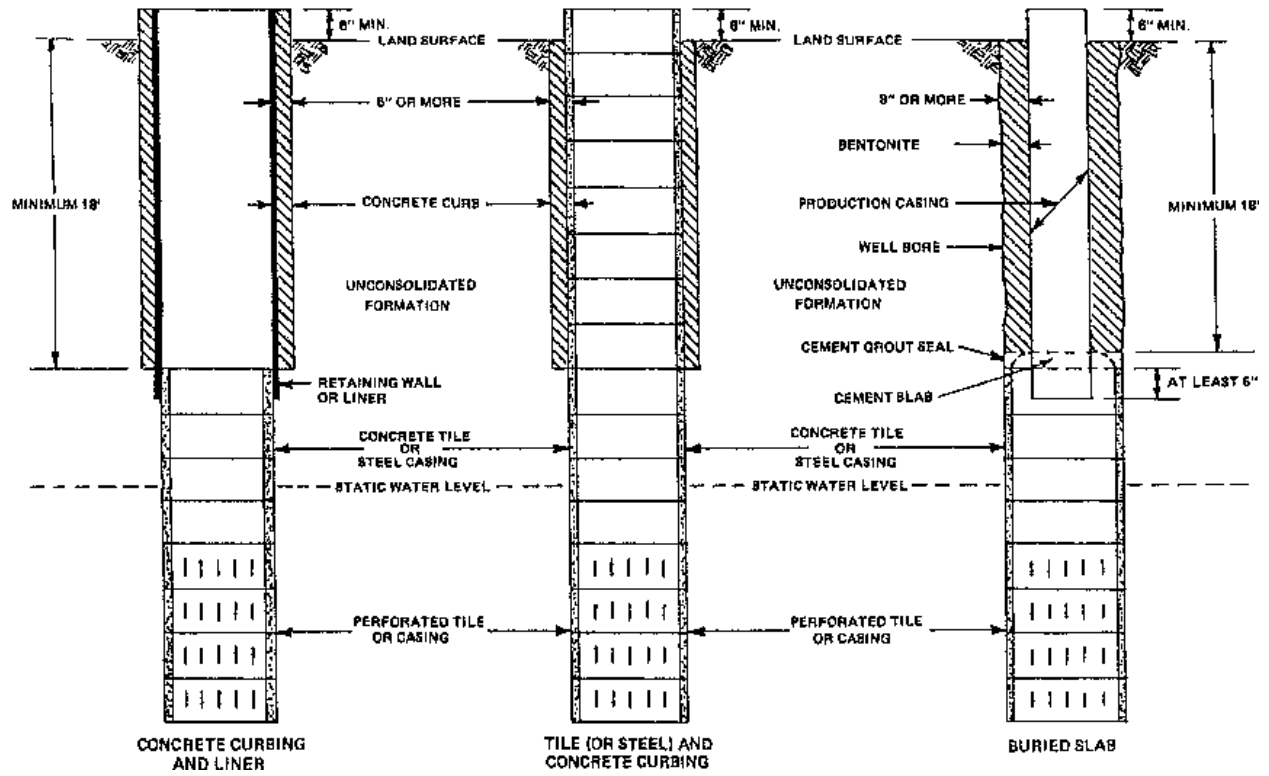 6" MIN.
6" MIN.
6" MIN.
LAND SURFACE
LAND SURFACE
6" OR MORE
6" OR MORE
BENTONITE
MINIMUM 18'
CONCRETE CURB
PRODUCTION CASING
MINIMUM 18'
WELL BORE
UNCONSOLIDATED
FORMATION
UNCONSOLIDATED
FORMATION
CEMENT GROUT SEAL
RETAINING WALL
OR LINER
CEMENT SLAB
AT LEAST 6"
CONCRETE TILE
OR
STEEL CASING
CONCRETE TILE
OR
STEEL CASING
STATIC WATER LEVEL
STATIC WATER LEVEL
PERFORATED TILE
OR CASING
PERFORATED TILE
OR CASING
CONCRETE CURBING
AND LINER
TILE (OR STEEL) AND
CONCRETE CURBING
BURIED SLAB